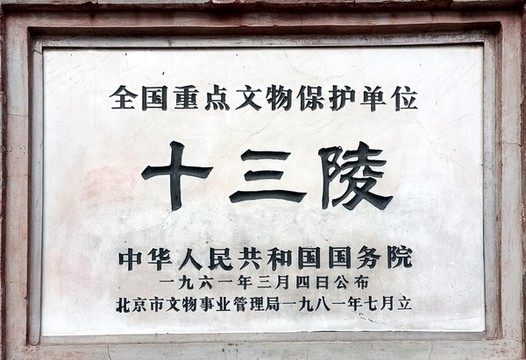 全国重点文物保护单位
十三陵
中华人民共和国国务院
一九六一年三月四日公布
北京市文物事业管理局一九八一年七月立